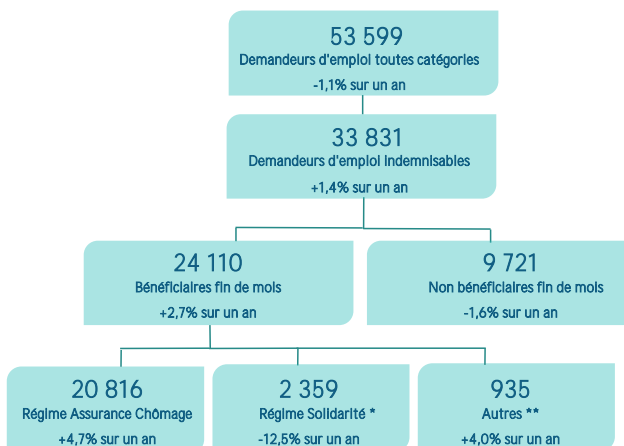 53 599
Demandeurs d'emploi toutes catégories
-1,1% sur un an
33 831
Demandeurs d'emploi indemnisables
+1,4% sur un an
24 110
Bénéficiaires fin de mois
+2,7% sur un an
9 721
Non bénéficiaires fin de mois
-1,6% sur un an
20 816
Régime Assurance Chômage
+4,7% sur un an
2 359
Régime Solidarité *
-12,5% sur un an
935
Autres **
+4,0% sur un an